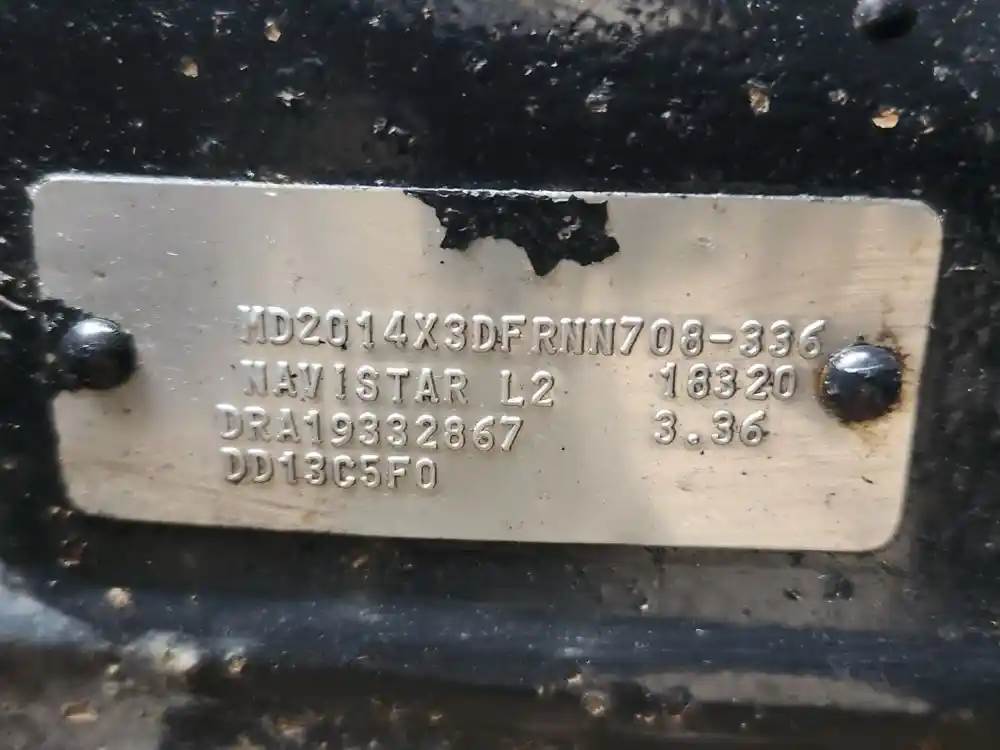 MD2014X3DFRNN708-336
NAVISTAR L2 18320
DRA19332867 3.36
DD13C5F0